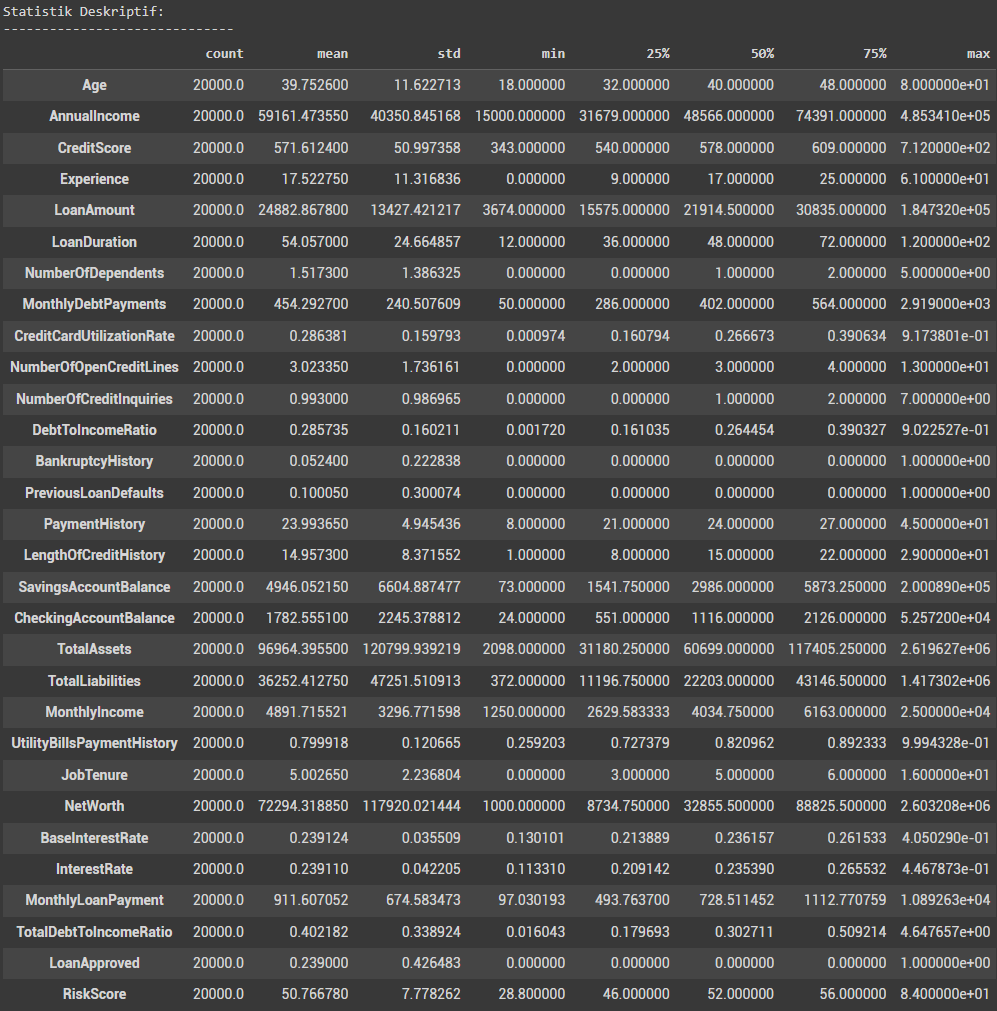 Statistik Deskriptif:
------------------------------
count mean std min 25% 50% 75% max
Age 20000.0 39.752600 11.622713 18.000000 32.000000 40.000000 48.000000 8.000000e+01
AnnualIncome 20000.0 59161.473550 40350.845168 15000.000000 31679.000000 48566.000000 74391.000000 4.853410e+05
CreditScore 20000.0 571.612400 50.997358 343.000000 540.000000 578.000000 609.000000 7.120000e+02
Experience 20000.0 17.522750 11.316836 0.000000 9.000000 17.000000 25.000000 6.100000e+01
LoanAmount 20000.0 24882.867800 13427.421217 3674.000000 15575.000000 21914.500000 30835.000000 1.847320e+05
LoanDuration 20000.0 54.057000 24.664857 12.000000 36.000000 48.000000 72.000000 1.200000e+02
NumberOfDependents 20000.0 1.517300 1.386325 0.000000 0.000000 1.000000 2.000000 5.000000e+00
MonthlyDebtPayments 20000.0 454.292700 240.507609 50.000000 286.000000 402.000000 564.000000 2.919000e+03
CreditCardUtilizationRate 20000.0 0.286381 0.159793 0.000974 0.160794 0.266673 0.390634 9.173801e-01
NumberOfOpenCreditLines 20000.0 3.023350 1.736161 0.000000 2.000000 3.000000 4.000000 1.300000e+01
NumberOfCreditInquiries 20000.0 0.993000 0.986965 0.000000 0.000000 1.000000 2.000000 7.000000e+00
DebtToIncomeRatio 20000.0 0.285735 0.160211 0.001720 0.161035 0.264454 0.390327 9.022527e-01
BankruptcyHistory 20000.0 0.052400 0.222838 0.000000 0.000000 0.000000 0.000000 1.000000e+00
PreviousLoanDefaults 20000.0 0.100050 0.300074 0.000000 0.000000 0.000000 0.000000 1.000000e+00
PaymentHistory 20000.0 23.993650 4.945436 8.000000 21.000000 24.000000 27.000000 4.500000e+01
LengthOfCreditHistory 20000.0 14.957300 8.371552 1.000000 8.000000 15.000000 22.000000 2.900000e+01
SavingsAccountBalance 20000.0 4946.052150 6604.887477 73.000000 1541.750000 2986.000000 5873.250000 2.000890e+05
CheckingAccountBalance 20000.0 1782.555100 2245.378812 24.000000 551.000000 1116.000000 2126.000000 5.257200e+04
TotalAssets 20000.0 96964.395500 120799.939219 2098.000000 31180.250000 60699.000000 117405.250000 2.619627e+06
TotalLiabilities 20000.0 36252.412750 47251.510913 372.000000 11196.750000 22203.000000 43146.500000 1.417302e+06
MonthlyIncome 20000.0 4891.715521 3296.771598 1250.000000 2629.583333 4034.750000 6163.000000 2.500000e+04
UtilityBillsPaymentHistory 20000.0 0.799918 0.120665 0.259203 0.727379 0.820962 0.892333 9.994328e-01
JobTenure 20000.0 5.002650 2.236804 0.000000 3.000000 5.000000 6.000000 1.600000e+01
NetWorth 20000.0 72294.318850 117920.021444 1000.000000 8734.750000 32855.500000 88825.500000 2.603208e+06
BaseInterestRate 20000.0 0.239124 0.035509 0.130101 0.213889 0.236157 0.261533 4.050290e-01
InterestRate 20000.0 0.239110 0.042205 0.113310 0.209142 0.235390 0.265532 4.467873e-01
MonthlyLoanPayment 20000.0 911.607052 674.583473 97.030193 493.763700 728.511452 1112.770759 1.089263e+04
TotalDebtToIncomeRatio 20000.0 0.402182 0.338924 0.016043 0.179693 0.302711 0.509214 4.647657e+00
LoanApproved 20000.0 0.239000 0.426483 0.000000 0.000000 0.000000 0.000000 1.000000e+00
RiskScore 20000.0 50.766780 7.778262 28.800000 46.000000 52.000000 56.000000 8.400000e+01